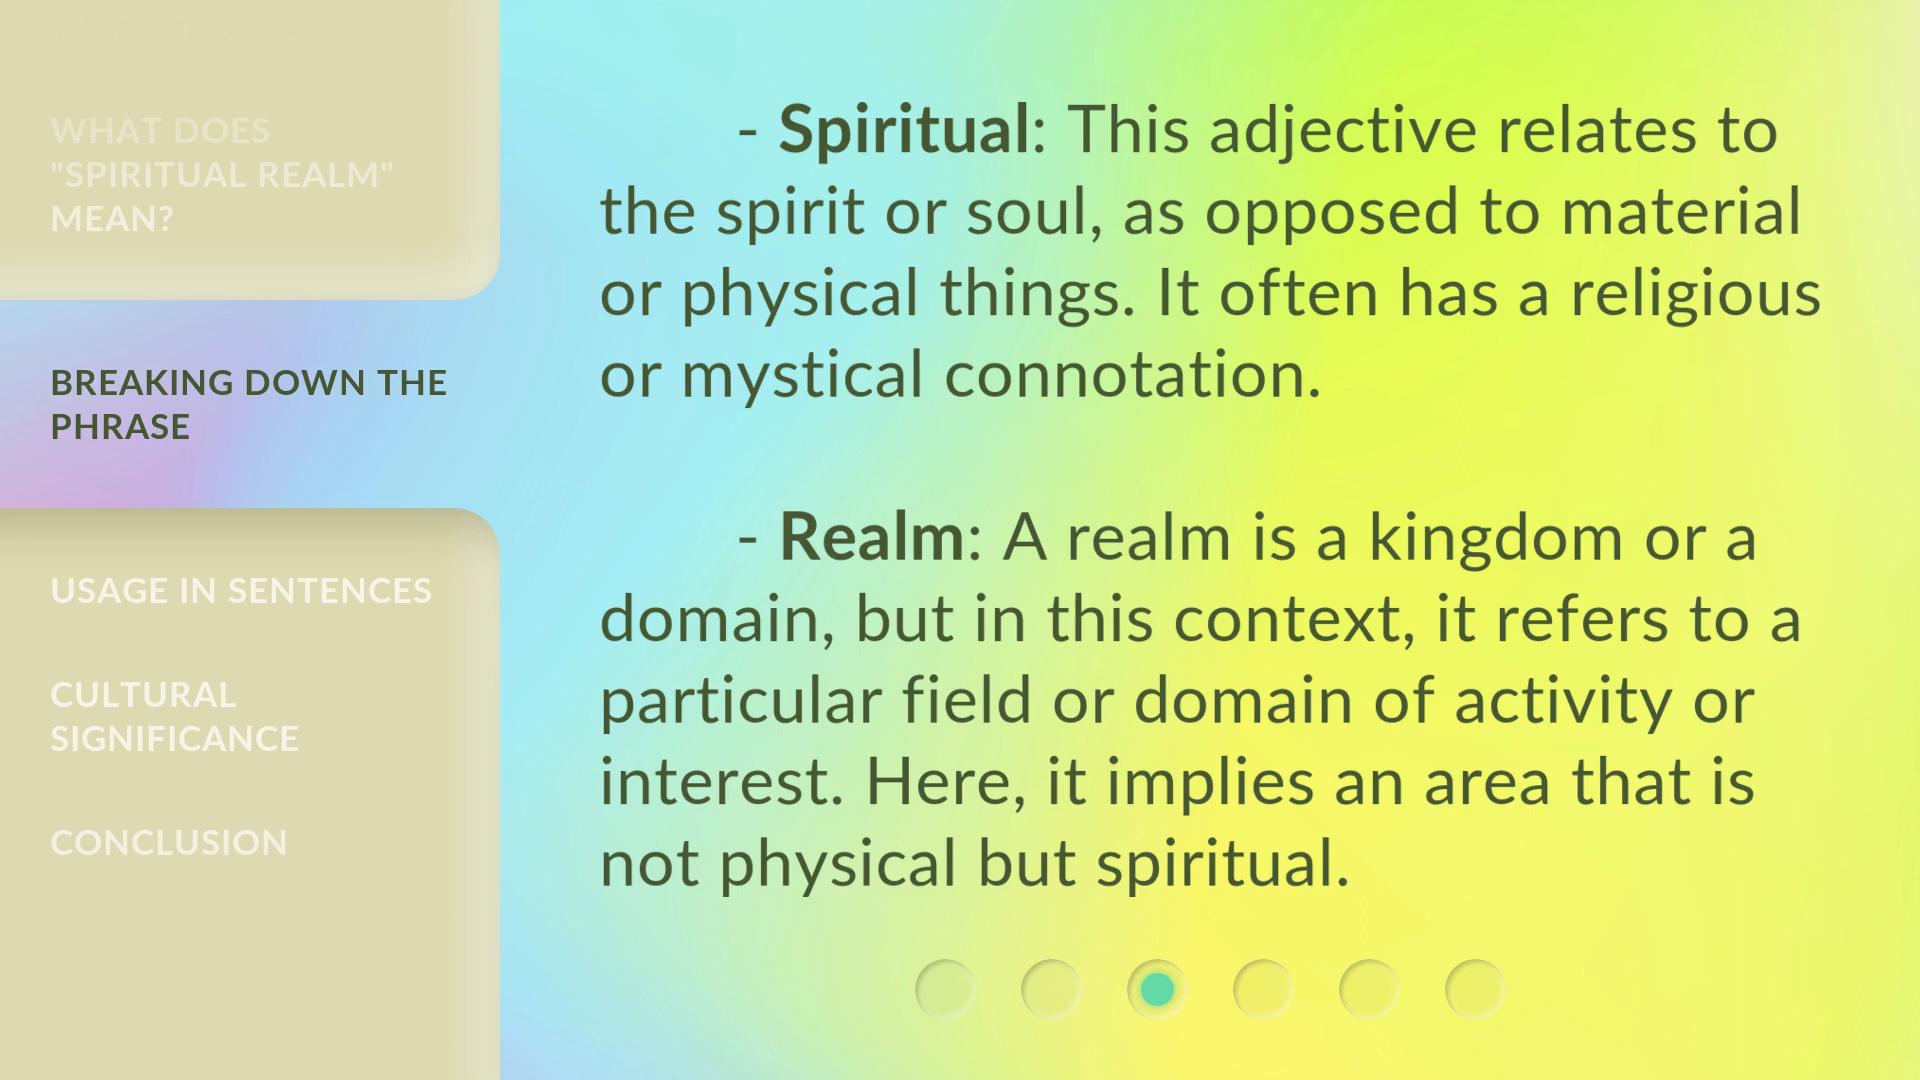 INTRODUCTION
WHAT DOES
"SPIRITUAL REALM"
MEAN?
BREAKING DOWN THE
PHRASE
USAGE IN SENTENCES
CULTURAL
SIGNIFICANCE
CONCLUSION
- Spiritual: This adjective relates to
the spirit or soul, as opposed to material
or physical things. It often has a religious
or mystical connotation.
- Realm: A realm is a kingdom or a
domain, but in this context, it refers to a
particular field or domain of activity or
interest. Here, it implies an area that is
not physical but spiritual.